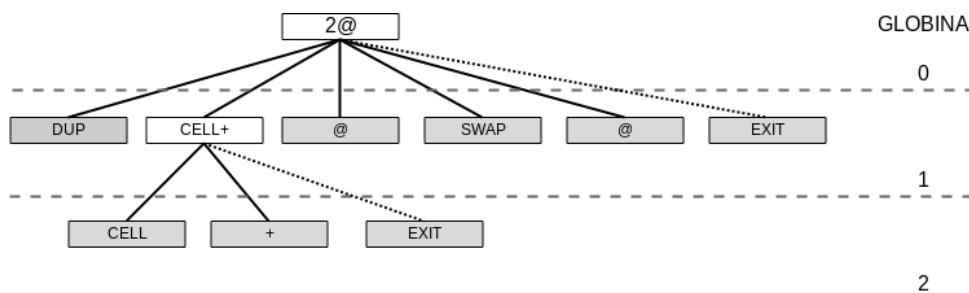 2@ GLOBINA
0
DUP CELL+ @ SWAP @ EXIT
1
CELL + EXIT
2